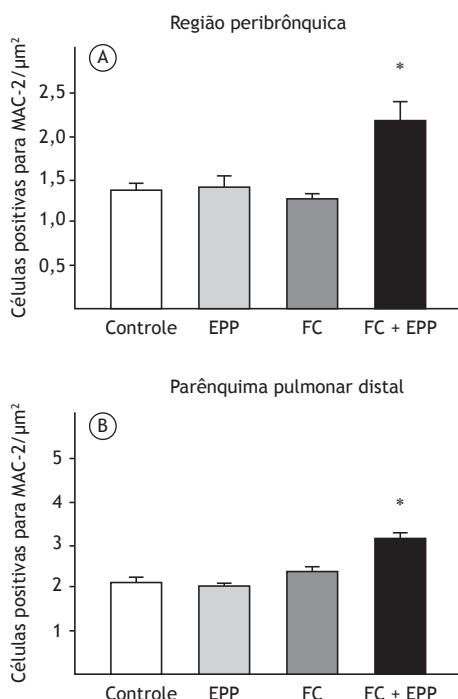 Região peribrônquica
A
*
Células positivas para MAC-2/µm²
2,5
2,0
1,5
1,0
0,5
Controle EPP FC FC + EPP
Parênquima pulmonar distal
B
*
Células positivas para MAC-2/µm²
5
4
3
2
1
Controle EPP FC FC + EPP